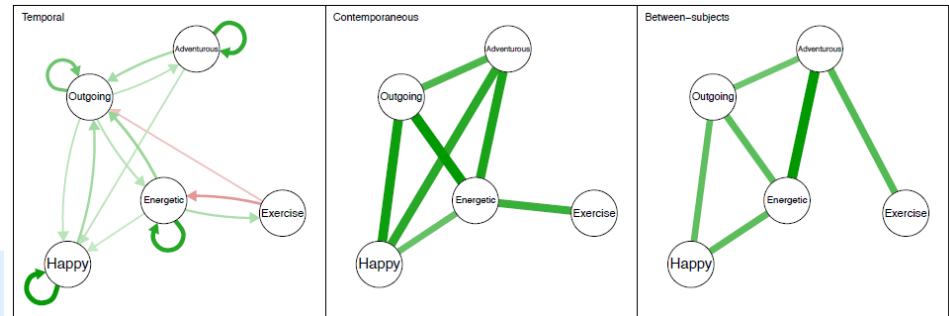 Temporal
Adventurous
Outgoing
Energetic
Exercise
Happy
Contemporaneous
Adventurous
Outgoing
Energetic
Exercise
Happy
Between-subjects
Adventurous
Outgoing
Energetic
Exercise
Happy